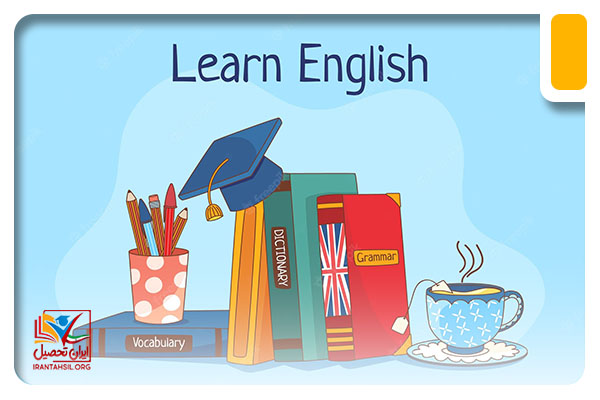 Learn English
DICTIONARY
Grammar
Vocabulary
ایران تحصیل
IRANTAHSIL.ORG